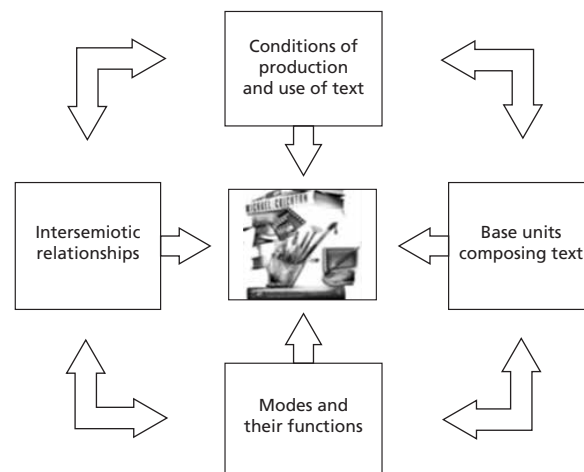 Conditions of
production
and use of text
Intersemiotic
relationships
MICHAEL CRICHTON
Base units
composing text
Modes and
their functions